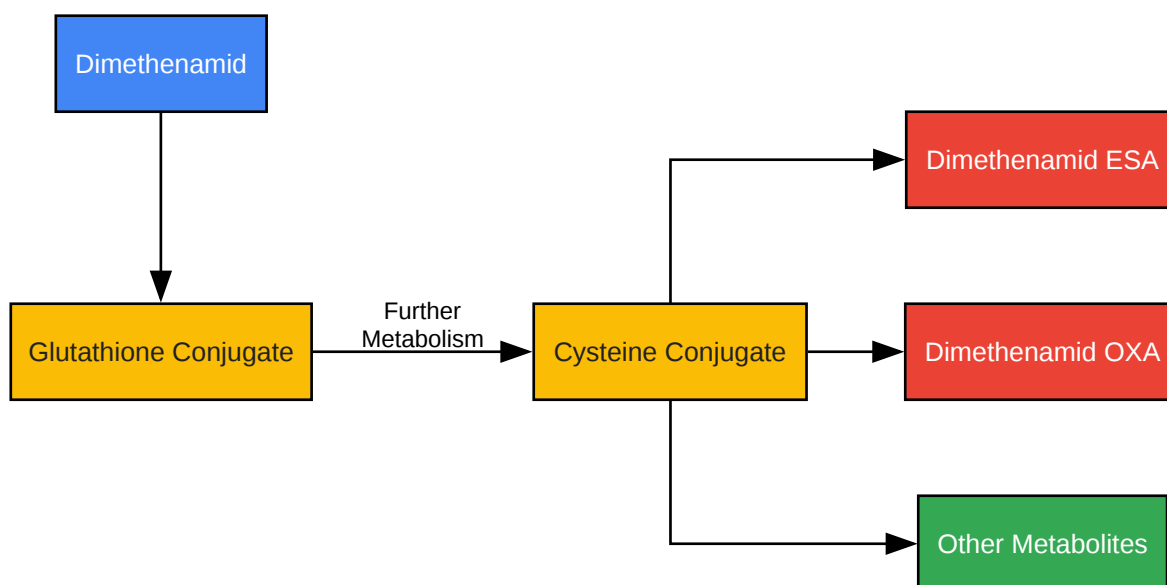 Dimethenamid
Dimethenamid ESA
Further
Metabolism
Glutathione Conjugate
Cysteine Conjugate
Dimethenamid OXA
Other Metabolites